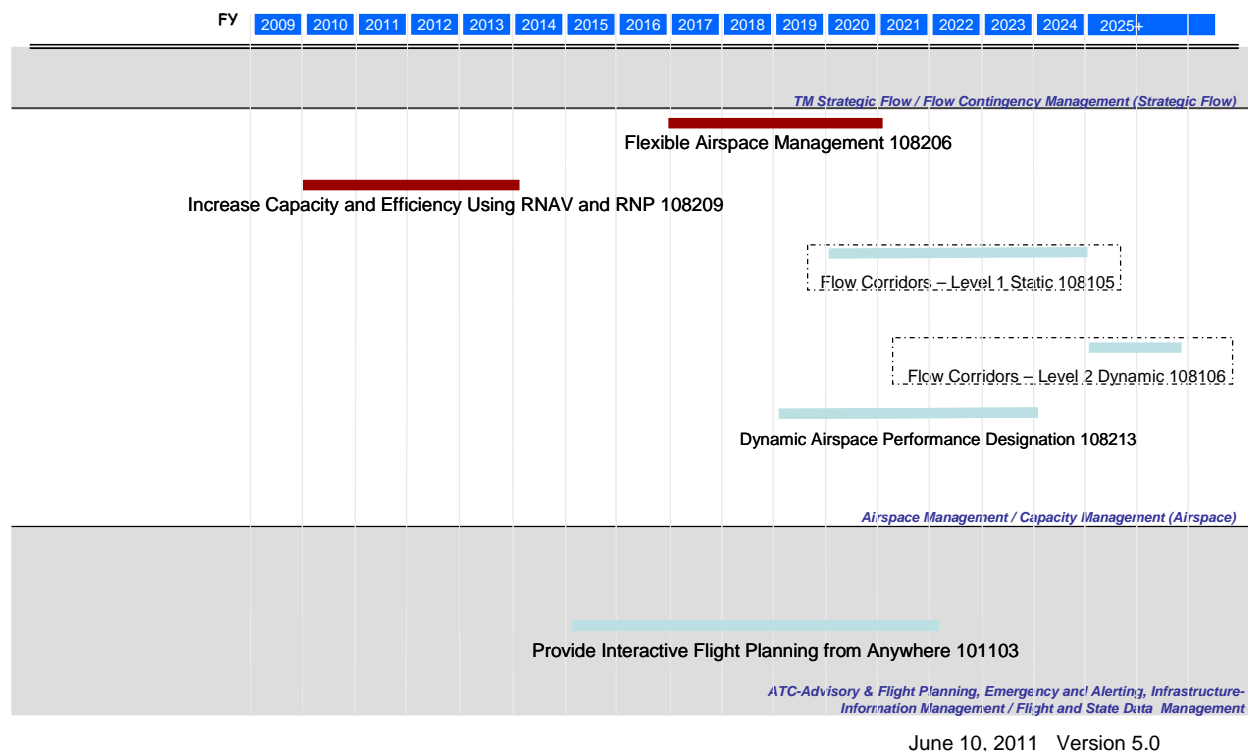 FY 2009 2010 2011 2012 2013 2014 2015 2016 2017 2018 2019 2020 2021 2022 2023 2024 2025+
TM Strategic Flow / Flow Contingency Management (Strategic Flow)
Flexible Airspace Management 108206
Increase Capacity and Efficiency Using RNAV and RNP 108209
Flow Corridors – Level 1 Static 108105
Flow Corridors – Level 2 Dynamic 108106
Dynamic Airspace Performance Designation 108213
Airspace Management / Capacity Management (Airspace)
Provide Interactive Flight Planning from Anywhere 101103
ATC-Advisory & Flight Planning, Emergency and Alerting, Infrastructure-
Information Management / Flight and State Data Management
June 10, 2011 Version 5.0